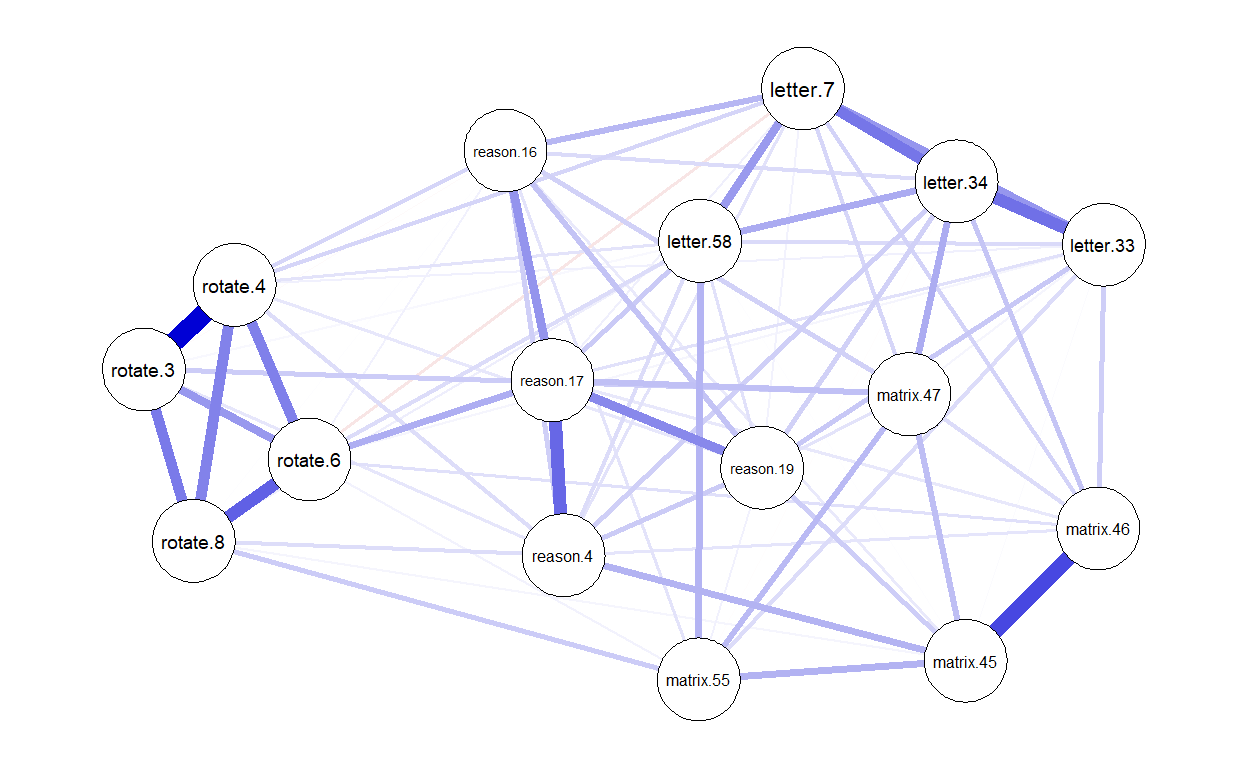 letter.7
reason.16
letter.34
letter.58
letter.33
rotate.4
rotate.3
reason.17
matrix.47
rotate.6
reason.19
matrix.46
rotate.8
reason.4
matrix.45
matrix.55